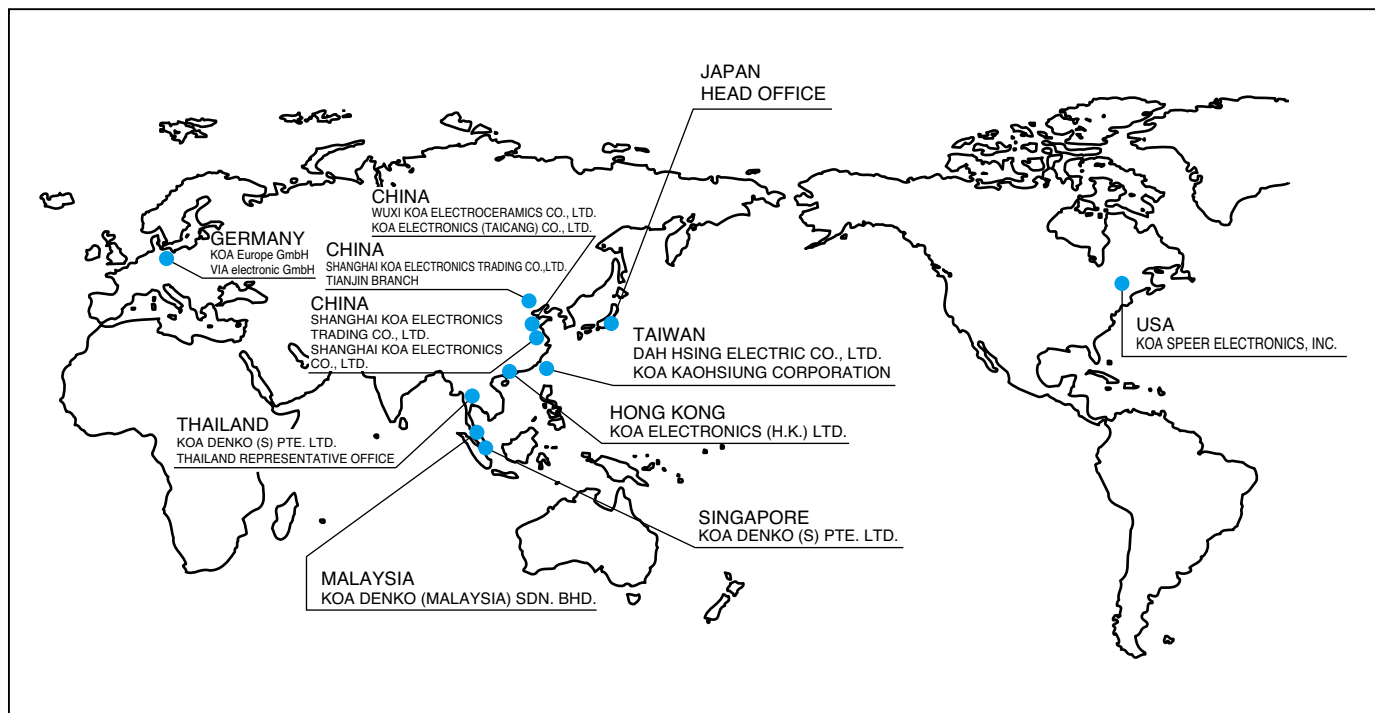 JAPAN
HEAD OFFICE
CHINA
WUXI KOA ELECTROCERAMICS CO., LTD.
KOA ELECTRONICS (TAICANG) CO., LTD.
GERMANY
KOA Europe GmbH
VIA electronic GmbH
CHINA
SHANGHAI KOA ELECTRONICS TRADING CO.,LTD.
TIANJIN BRANCH
CHINA
SHANGHAI KOA ELECTRONICS
TRADING CO., LTD.
SHANGHAI KOA ELECTRONICS
CO., LTD.
TAIWAN
DAH HSING ELECTRIC CO., LTD.
KOA KAOHSIUNG CORPORATION
USA
KOA SPEER ELECTRONICS, INC.
THAILAND
KOA DENKO (S) PTE. LTD.
THAILAND REPRESENTATIVE OFFICE
HONG KONG
KOA ELECTRONICS (H.K.) LTD.
SINGAPORE
KOA DENKO (S) PTE. LTD.
MALAYSIA
KOA DENKO (MALAYSIA) SDN. BHD.